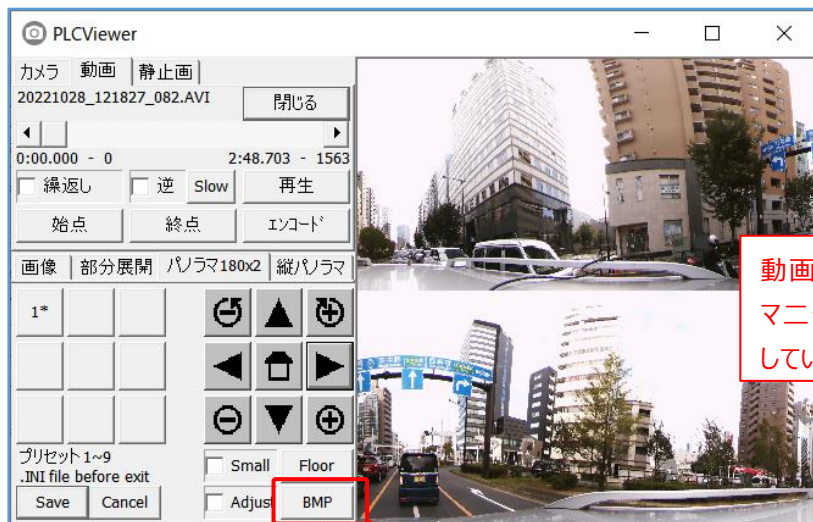 PLCViewer
カメラ 動画 静止画
20221028_121827_082.AVI 閉じる
0:00.000 - 0 2:48.703 - 1563
繰返し 逆 Slow 再生
始点 終点 エンコード
画像 部分展開 パノラマ180x2 縦パノラマ
1*
プリセット 1~9
.INI file before exit
Small Floor
Save Cancel Adjust BMP
動画
マニ
してい